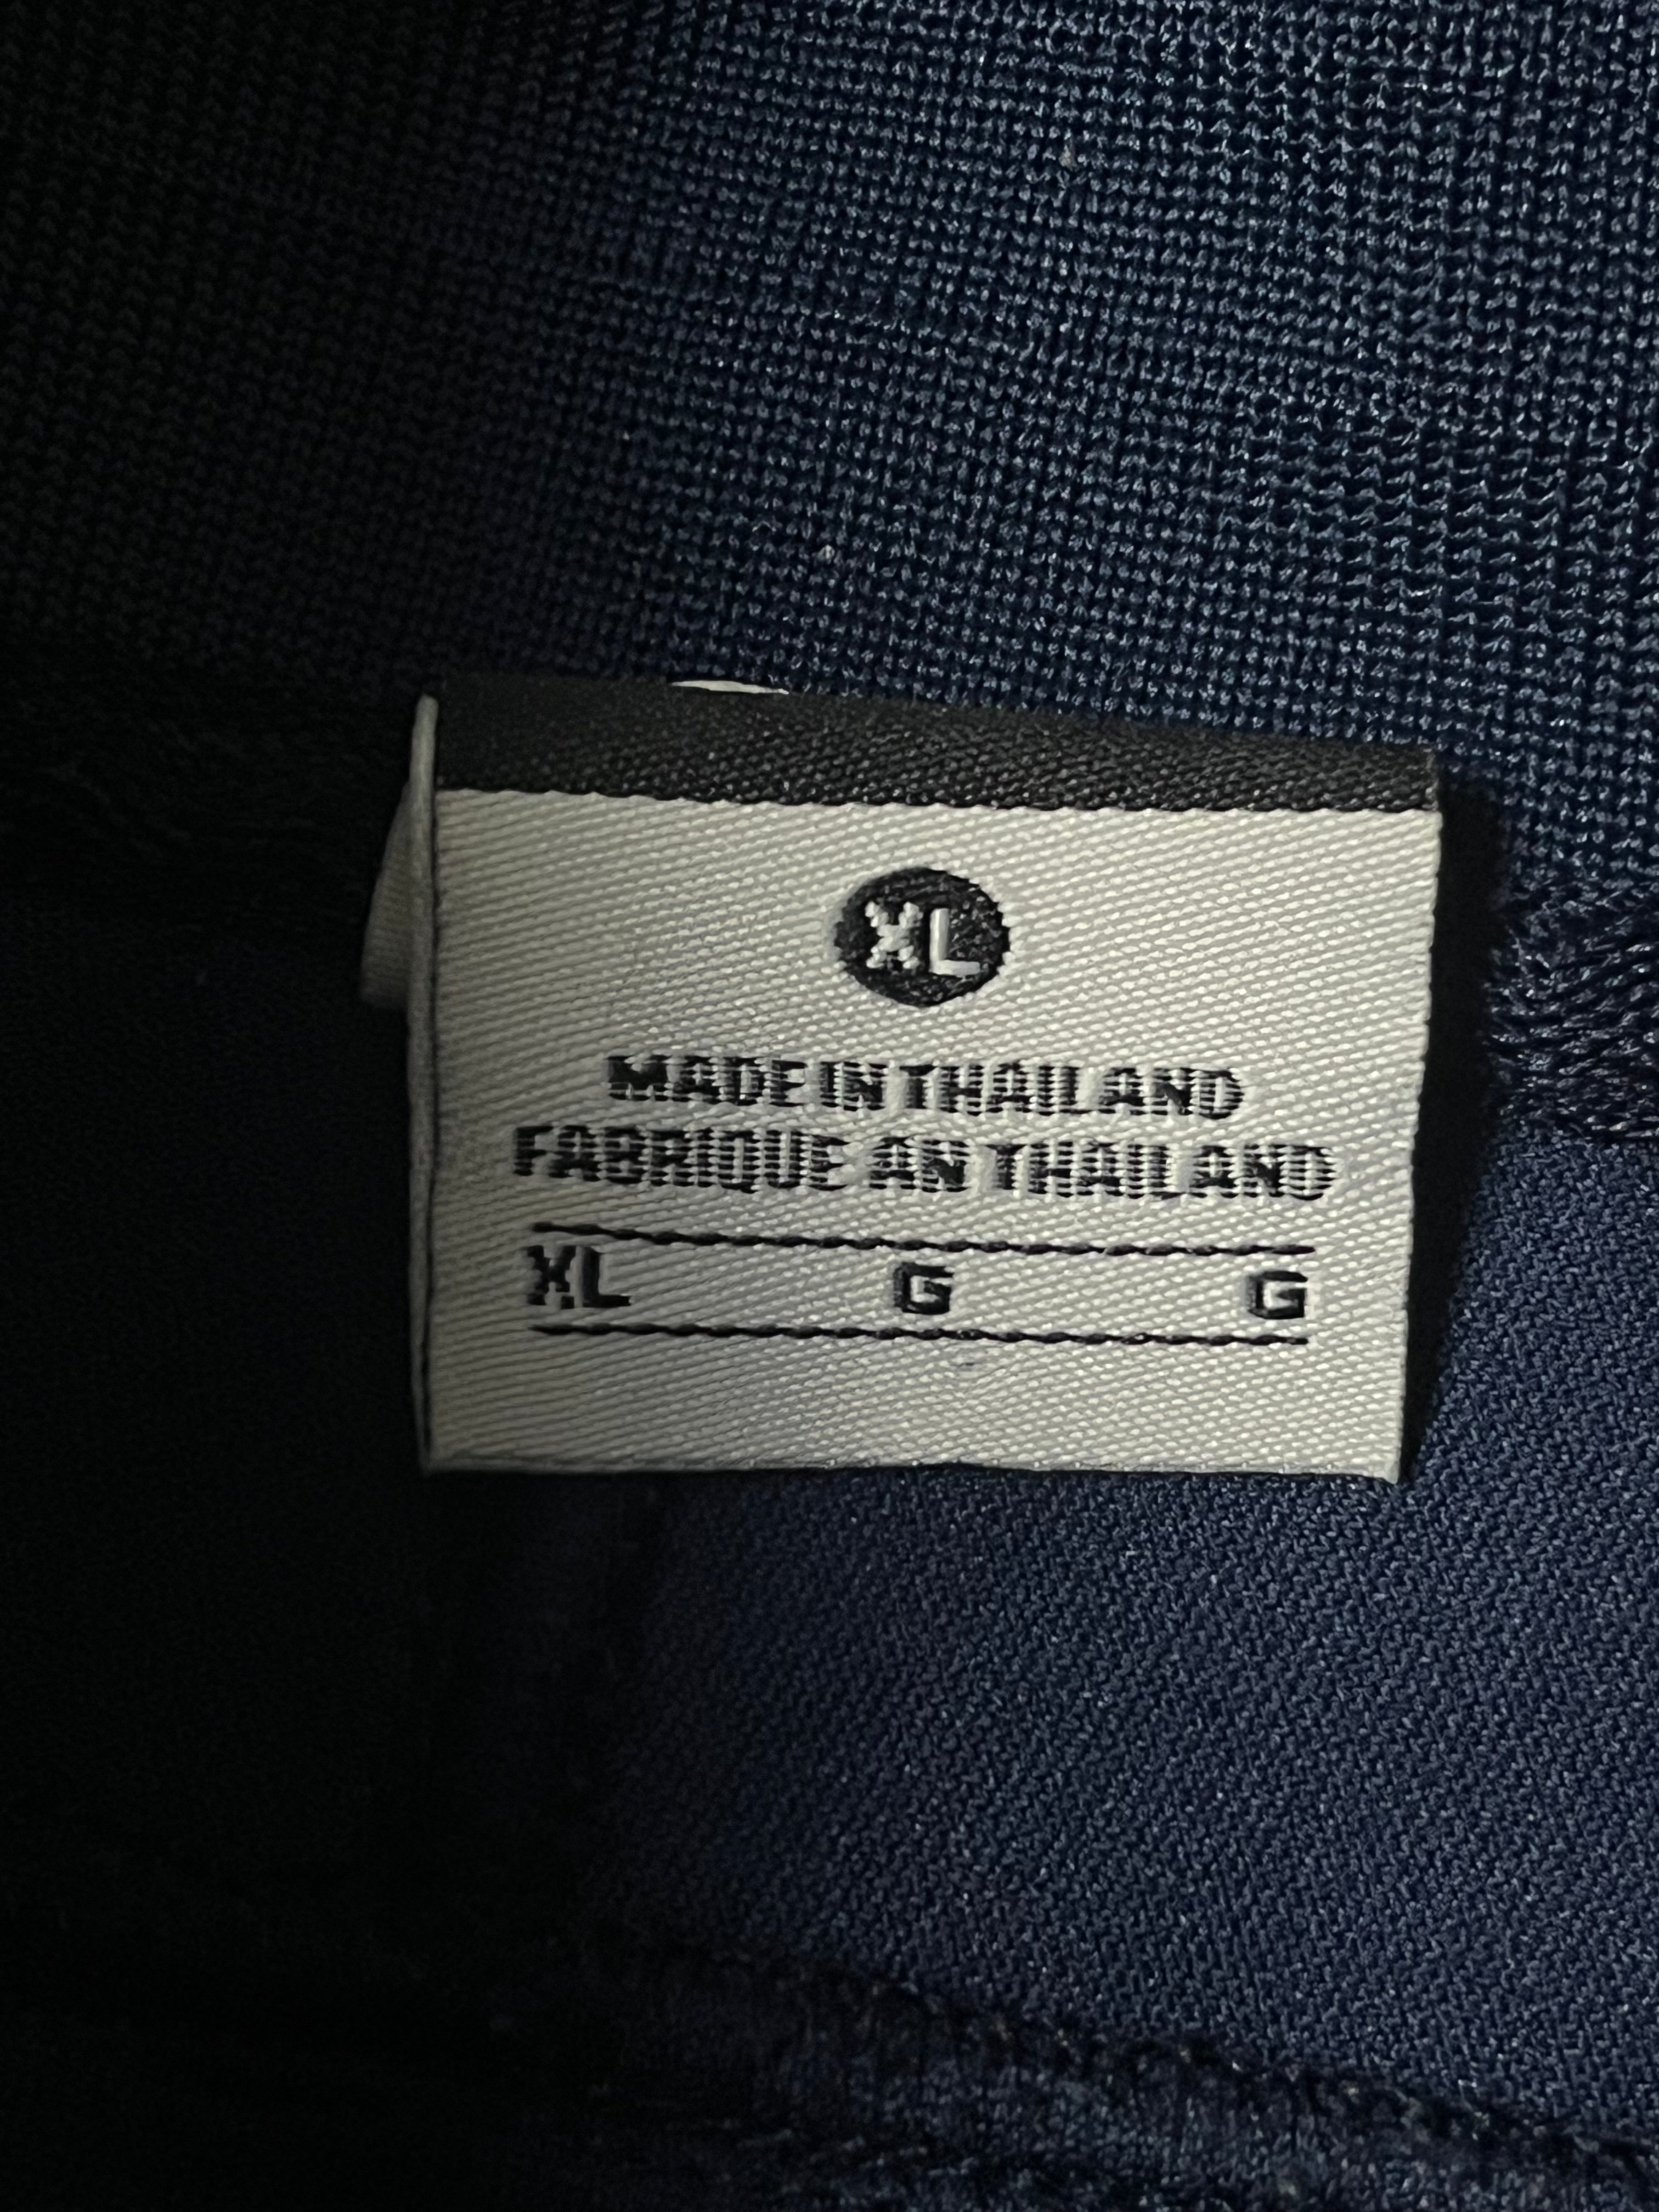 XL
MADE IN THAILAND
FABRIQUE AN THAILAND
XL G G